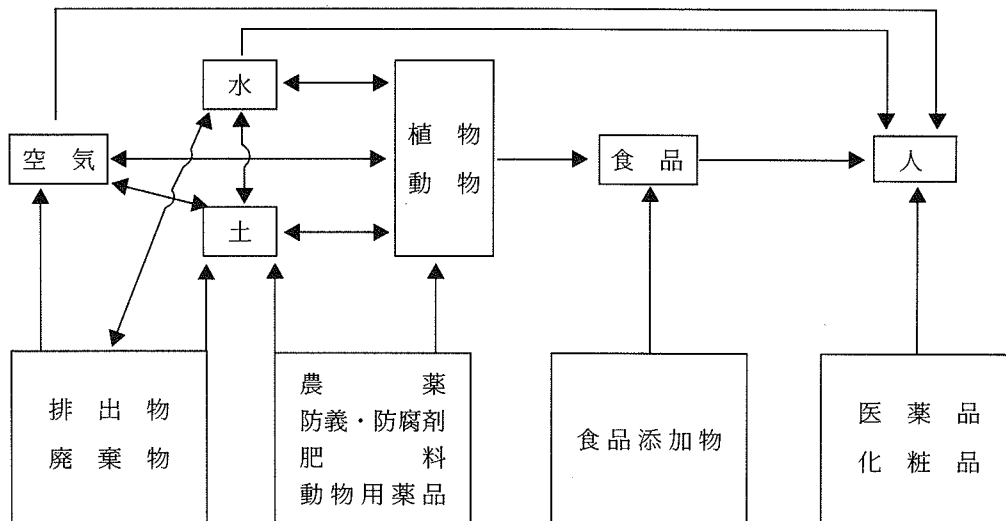 水
植物
動物
空気
食品
人
土
排出物
廃棄物
農薬
防義・防腐剤
肥料
動物用薬品
食品添加物
医薬品
化粧品